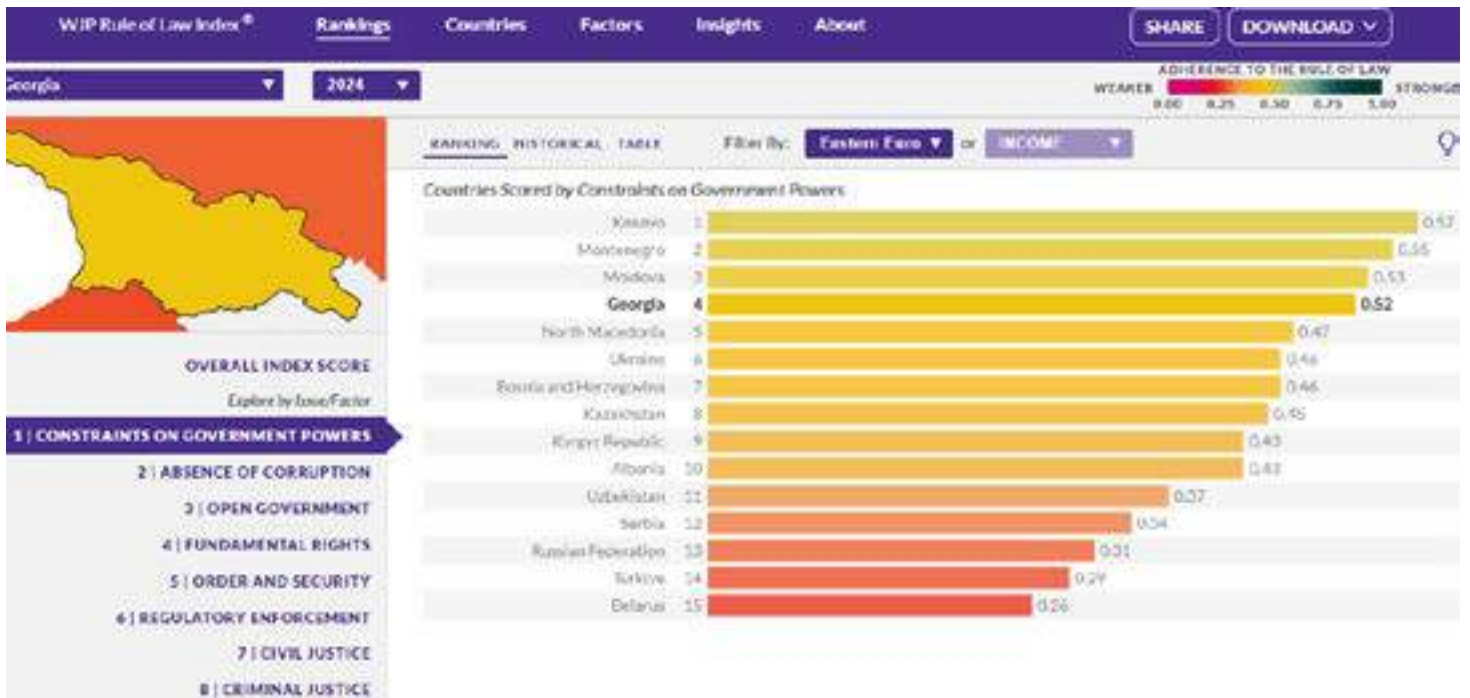 WJP Rule of Law Index®
Rankings
Countries
Factors
Insights
About
SHARE
DOWNLOAD
Georgia
2024
ADHERENCE TO THE RULE OF LAW
WEAKER
STRONGE
0.00 0.25 0.50 0.75 1.00
RANKING HISTORICAL TABLE
Filter By:
Eastern Euro
or
INCOME
Countries Scored by Constraints on Government Powers
Kosovo 1 0.57
Montenegro 2 0.55
Moldova 3 0.53
Georgia 4 0.52
North Macedonia 5 0.47
Ukraine 6 0.46
Bosnia and Herzegovina 7 0.46
Kazakhstan 8 0.45
Kyrgyz Republic 9 0.43
Albania 10 0.43
Uzbekistan 11 0.37
Serbia 12 0.34
Russian Federation 13 0.31
Türkiye 14 0.29
Belarus 15 0.26
OVERALL INDEX SCORE
Explore by Issue/Factor
1 | CONSTRAINTS ON GOVERNMENT POWERS
2 | ABSENCE OF CORRUPTION
3 | OPEN GOVERNMENT
4 | FUNDAMENTAL RIGHTS
5 | ORDER AND SECURITY
6 | REGULATORY ENFORCEMENT
7 | CIVIL JUSTICE
8 | CRIMINAL JUSTICE